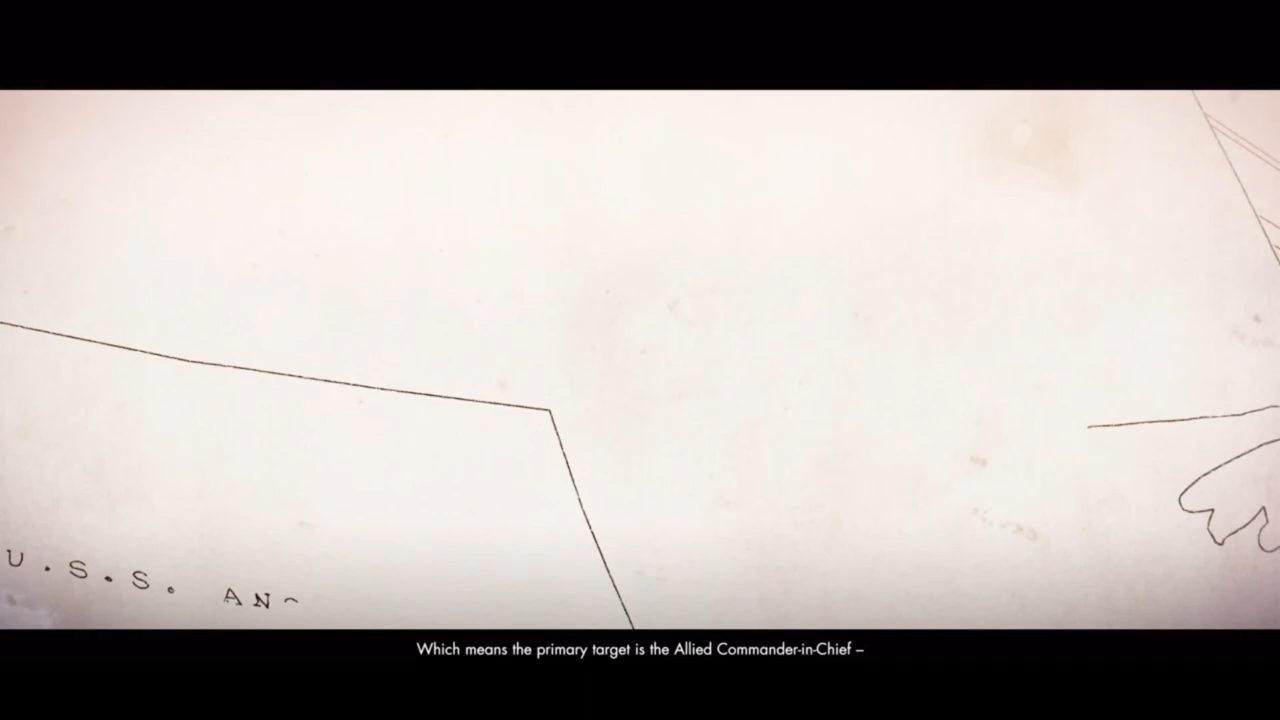 U.S.S. AN
Which means the primary target is the Allied Commander-in-Chief –